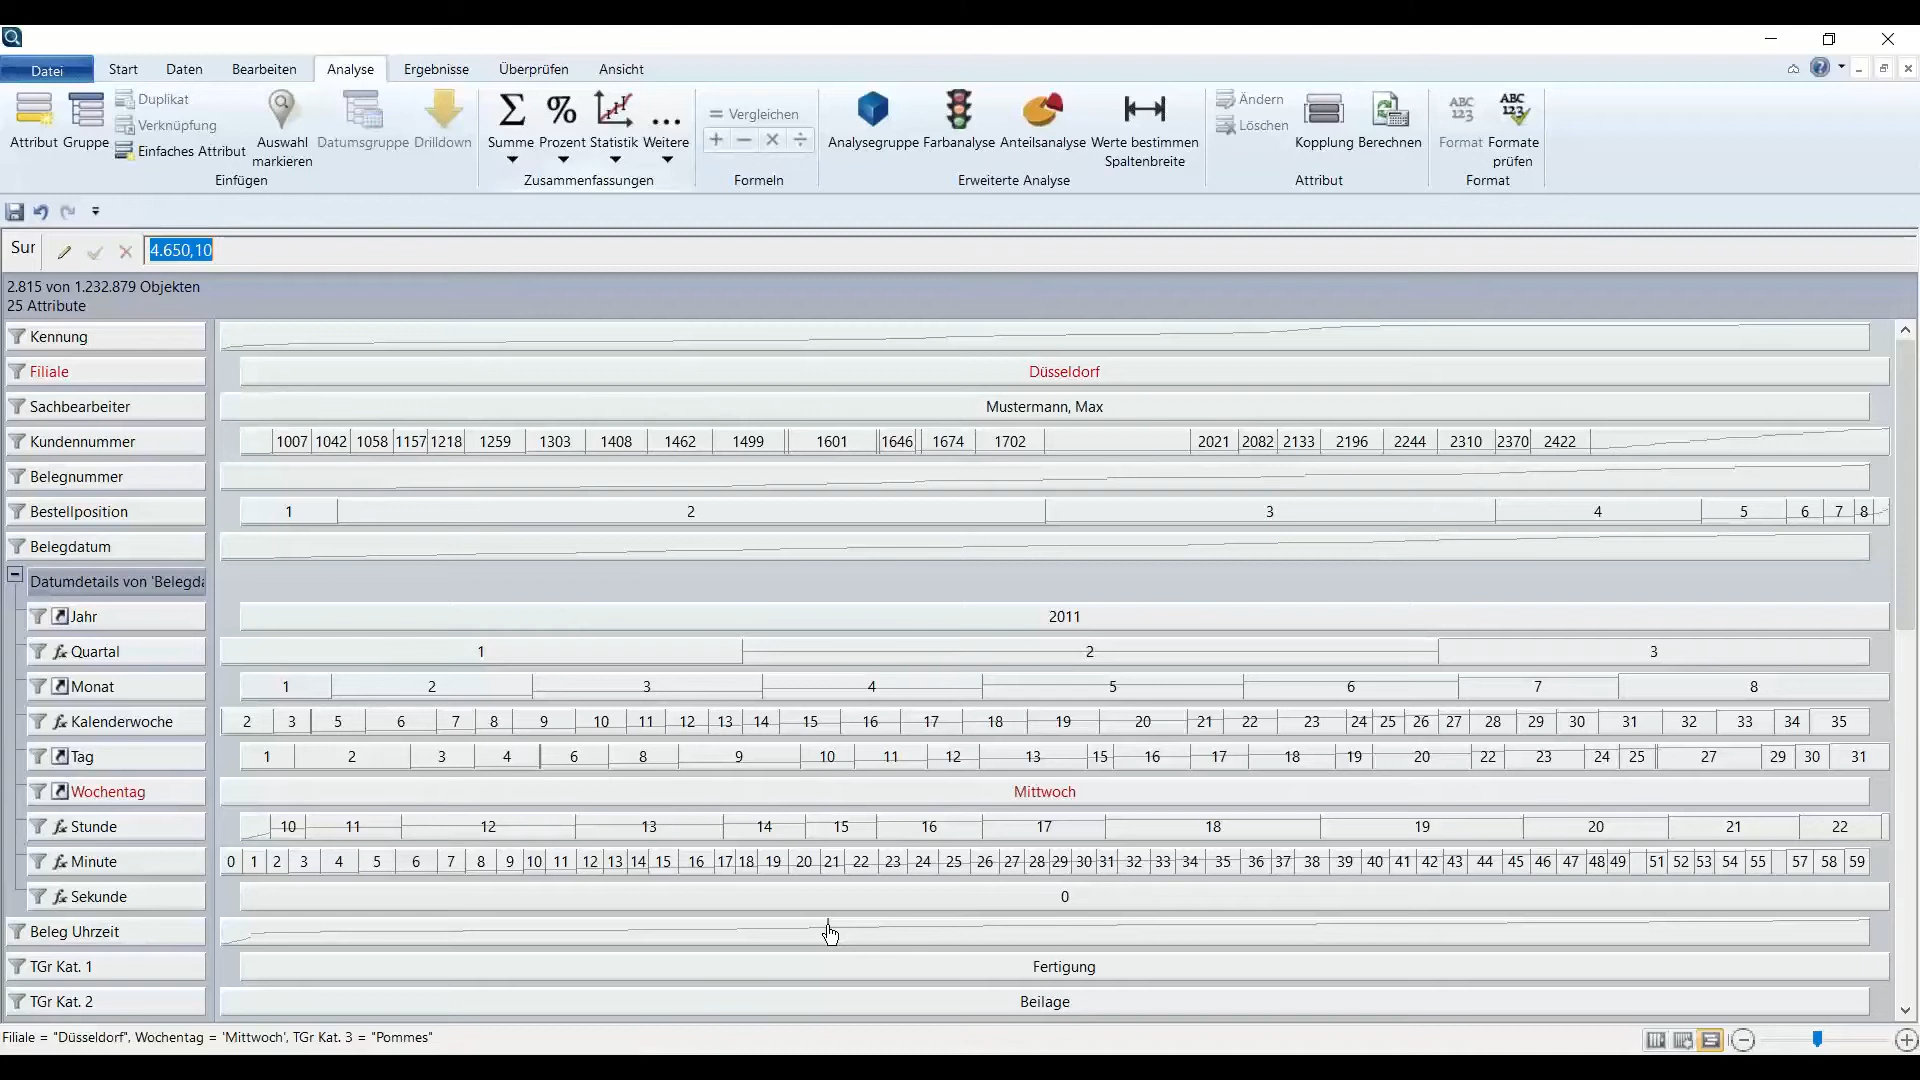 Datei Start Daten Bearbeiten Analyse Ergebnisse Überprüfen Ansicht
Attribut Gruppe Duplikat Verknüpfung Einfaches Attribut Auswahl markieren Datumsgruppe Drilldown
Einfügen
Summe Prozent Statistik Weitere
Zusammenfassungen
= Vergleichen
Formeln
Analysegruppe Farbanalyse Anteilsanalyse Werte bestimmen Spaltenbreite
Erweiterte Analyse
Ändern Löschen Kopplung Berechnen
Attribut
Format Formate prüfen
Format
Sur 4.650,10
2.815 von 1.232.879 Objekten
25 Attribute
Kennung
Filiale Düsseldorf
Sachbearbeiter Mustermann, Max
Kundennummer 1007 1042 1058 1157 1218 1259 1303 1408 1462 1499 1601 1646 1674 1702 2021 2082 2133 2196 2244 2310 2370 2422
Belegnummer
Bestellposition 1 2 3 4 5 6 7 8
Belegdatum
Datumdetails von 'Belegda
Jahr 2011
fx Quartal 1 2 3
Monat 1 2 3 4 5 6 7 8
fx Kalenderwoche 2 3 5 6 7 8 9 10 11 12 13 14 15 16 17 18 19 20 21 22 23 24 25 26 27 28 29 30 31 32 33 34 35
Tag 1 2 3 4 6 8 9 10 11 12 13 15 16 17 18 19 20 22 23 24 25 27 29 30 31
Wochentag Mittwoch
fx Stunde 10 11 12 13 14 15 16 17 18 19 20 21 22
fx Minute 0 1 2 3 4 5 6 7 8 9 10 11 12 13 14 15 16 17 18 19 20 21 22 23 24 25 26 27 28 29 30 31 32 33 34 35 36 37 38 39 40 41 42 43 44 45 46 47 48 49 51 52 53 54 55 57 58 59
fx Sekunde 0
Beleg Uhrzeit
TGr Kat. 1 Fertigung
TGr Kat. 2 Beilage
Filiale = "Düsseldorf", Wochentag = 'Mittwoch', TGr Kat. 3 = "Pommes"